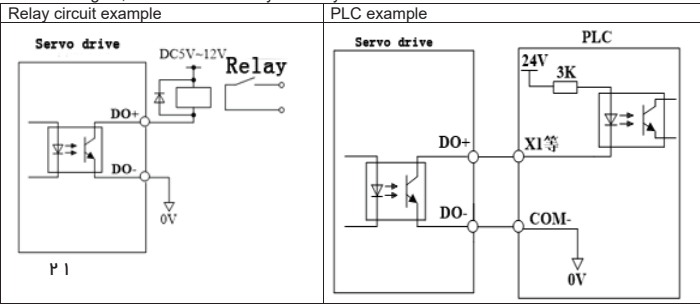 Relay circuit example
PLC example
Servo drive
DC5V~12V
Relay
DO+
DO-
0V
۲۱
Servo drive
PLC
24V
3K
DO+
X1等
DO-
COM-
0V